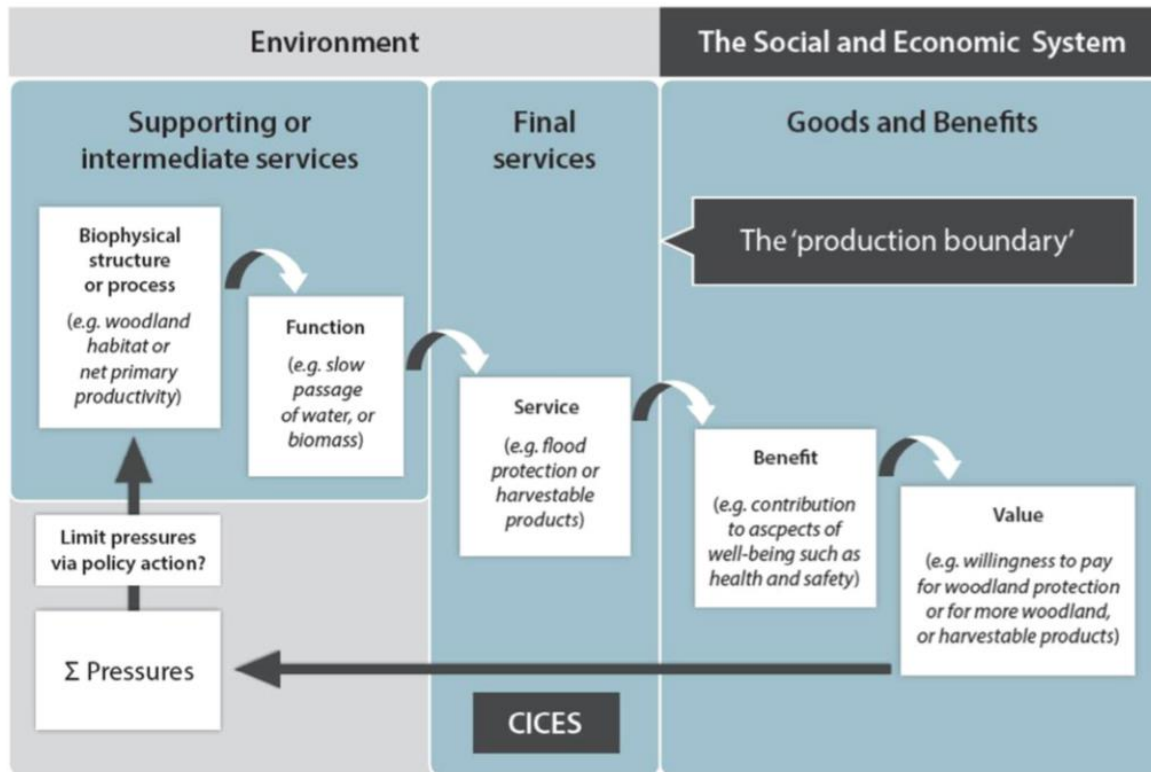 Environment
The Social and Economic System
Supporting or
intermediate services
Final
services
Goods and Benefits
The ‘production boundary’
Biophysical
structure
or process
(e.g. woodland
habitat or
net primary
productivity)
Function
(e.g. slow
passage
of water, or
biomass)
Service
(e.g. flood
protection or
harvestable
products)
Benefit
(e.g. contribution
to ascpects of
well-being such as
health and safety)
Value
(e.g. willingness to pay
for woodland protection
or for more woodland,
or harvestable products)
Limit pressures
via policy action?
Σ Pressures
CICES